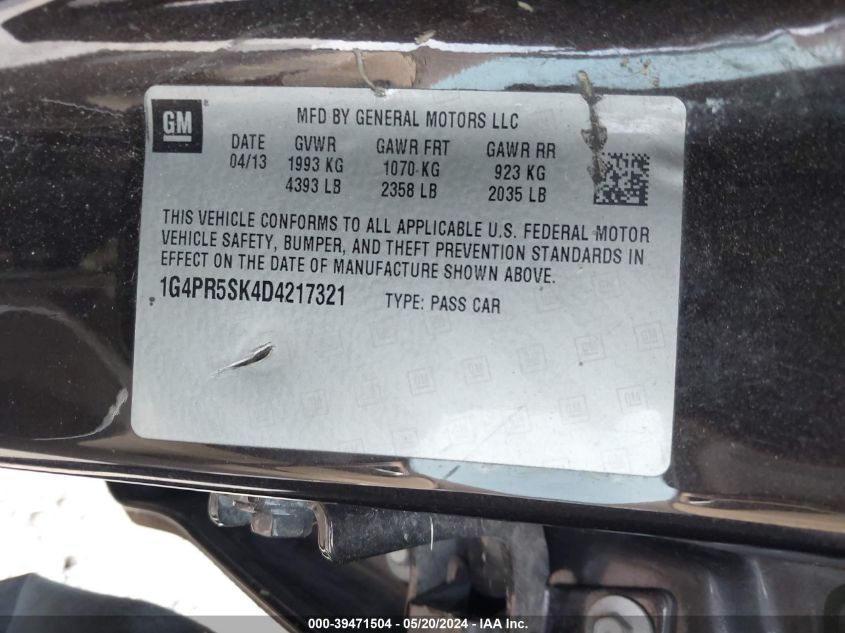 GM
MFD BY GENERAL MOTORS LLC
DATE GVWR GAWR FRT GAWR RR
04/13 1993 KG 1070 KG 923 KG
4393 LB 2358 LB 2035 LB
THIS VEHICLE CONFORMS TO ALL APPLICABLE U.S. FEDERAL MOTOR
VEHICLE SAFETY, BUMPER, AND THEFT PREVENTION STANDARDS IN
EFFECT ON THE DATE OF MANUFACTURE SHOWN ABOVE.
1G4PR5SK4D4217321 TYPE: PASS CAR
000-39471504 - 05/20/2024 - IAA Inc.